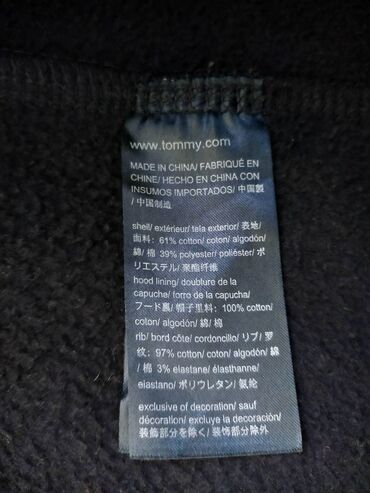 www.tommy.com
MADE IN CHINA/ FABRIQUÉ EN
CHINE/ HECHO EN CHINA CON
INSUMOS IMPORTADOS/ 中国製
/ 中国制造
shell/ extérieur/ tela exterior/ 表地/
面料: 61% cotton/ coton/ algodón/
綿/ 棉 39% polyester/ poliéster/ ポ
リエステル/ 聚酯纤维
hood lining/ doublure de la
capuche/ forro de la capucha/
フード裏/ 帽子里料: 100% cotton/
coton/ algodón/ 綿/ 棉
rib/ bord côte/ cordoncillo/ リブ/ 罗
纹: 97% cotton/ coton/ algodón/ 綿
/ 棉 3% elastane/ élasthanne/
elastano/ ポリウレタン/ 氨纶
exclusive of decoration/ sauf
décoration/ excluye la decoración/
装飾部分を除く/ 装饰部分除外